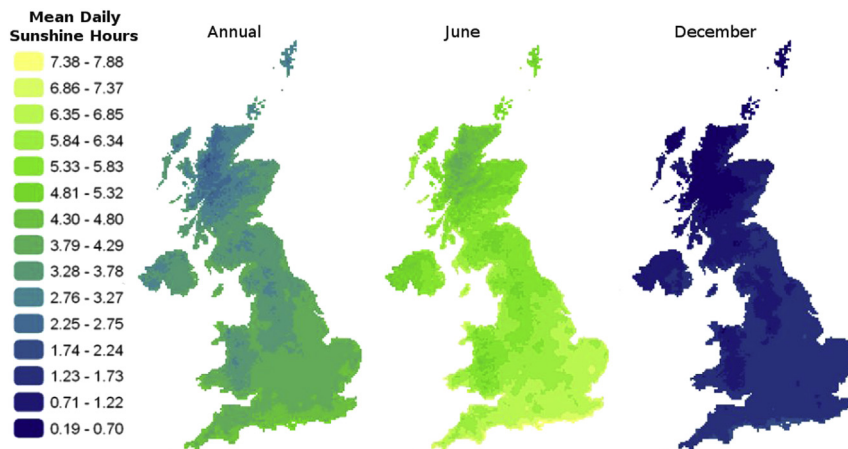 Mean Daily
Sunshine Hours
Annual
June
December
7.38 - 7.88
6.86 - 7.37
6.35 - 6.85
5.84 - 6.34
5.33 - 5.83
4.81 - 5.32
4.30 - 4.80
3.79 - 4.29
3.28 - 3.78
2.76 - 3.27
2.25 - 2.75
1.74 - 2.24
1.23 - 1.73
0.71 - 1.22
0.19 - 0.70